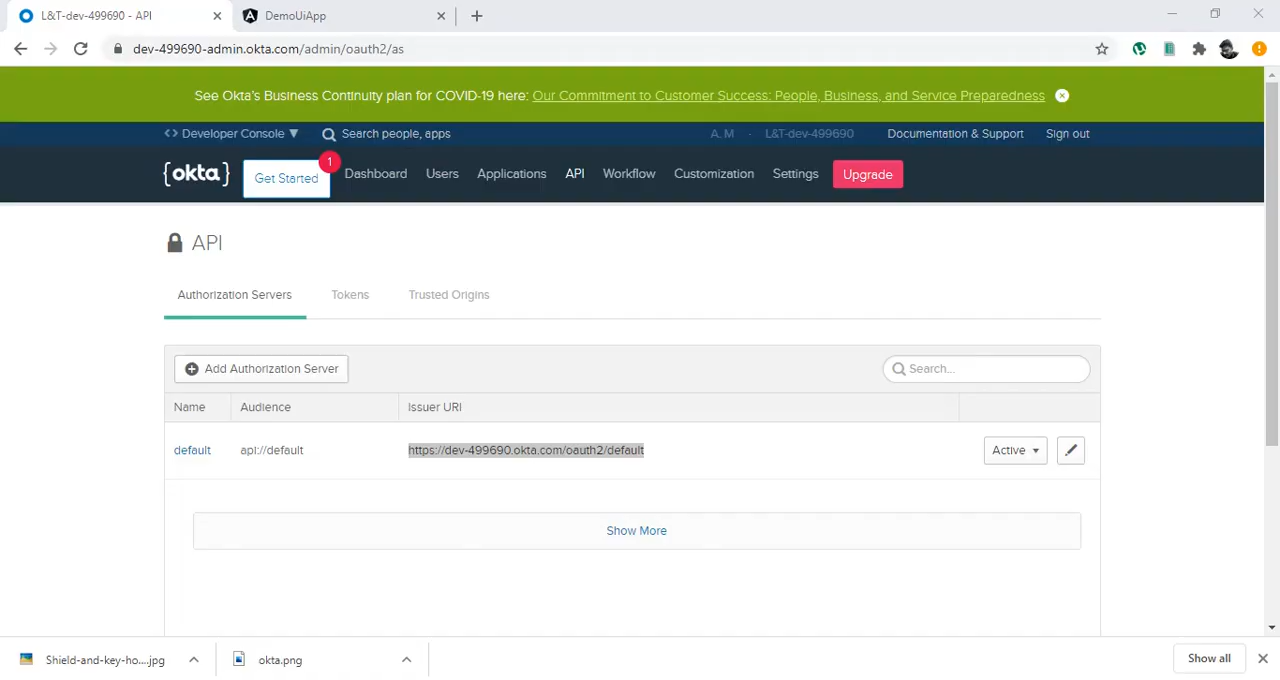 L&T-dev-499690 - API
DemoUiApp
dev-499690-admin.okta.com/admin/oauth2/as
See Okta's Business Continuity plan for COVID-19 here: Our Commitment to Customer Success: People, Business, and Service Preparedness
<> Developer Console ▼
Search people, apps
A. M - L&T-dev-499690
Documentation & Support
Sign out
{okta}
Get Started
1
Dashboard
Users
Applications
API
Workflow
Customization
Settings
Upgrade
API
Authorization Servers
Tokens
Trusted Origins
Add Authorization Server
Search...
Name
Audience
Issuer URI
default
api://default
https://dev-499690.okta.com/oauth2/default
Active
Show More
Shield-and-key-ho....jpg
okta.png
Show all